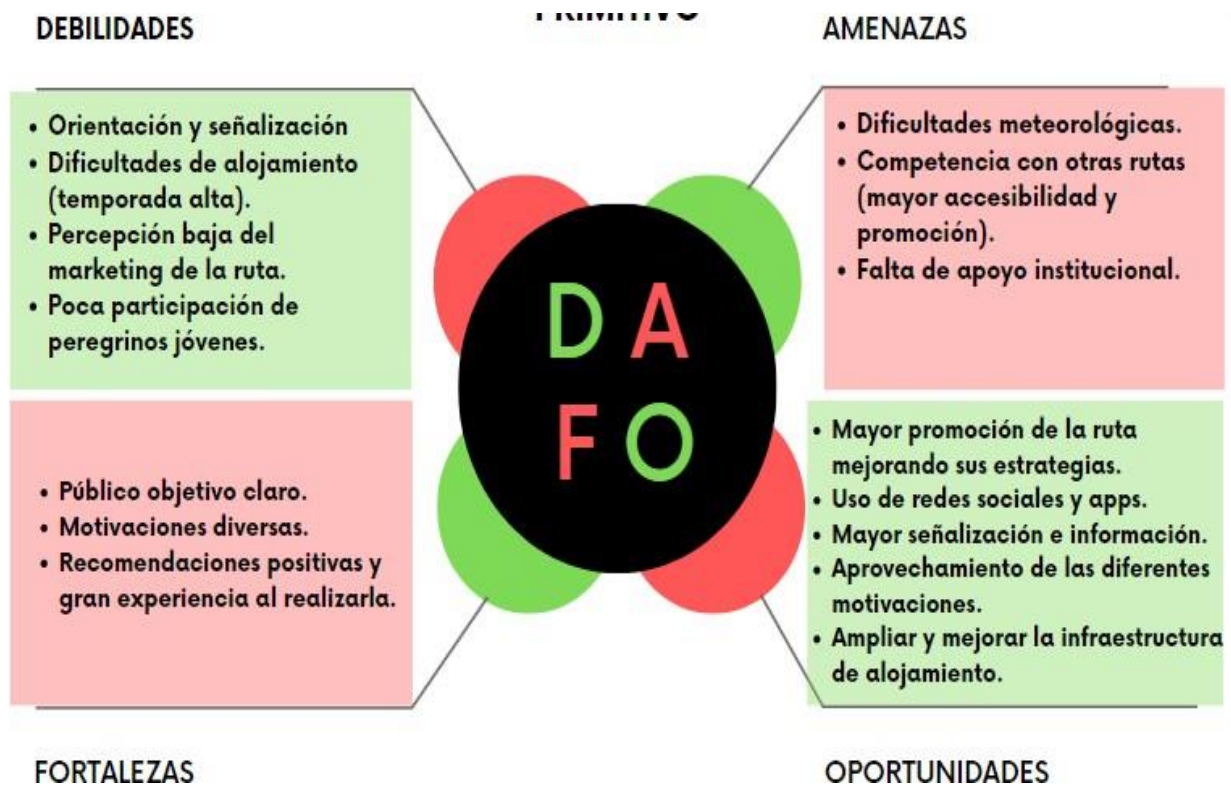 PRIMITIVO
DEBILIDADES
• Orientación y señalización
• Dificultades de alojamiento
(temporada alta).
• Percepción baja del
marketing de la ruta.
• Poca participación de
peregrinos jóvenes.
AMENAZAS
• Dificultades meteorológicas.
• Competencia con otras rutas
(mayor accesibilidad y
promoción).
• Falta de apoyo institucional.
D A
F O
• Público objetivo claro.
• Motivaciones diversas.
• Recomendaciones positivas y
gran experiencia al realizarla.
FORTALEZAS
• Mayor promoción de la ruta
mejorando sus estrategias.
• Uso de redes sociales y apps.
• Mayor señalización e información.
• Aprovechamiento de las diferentes
motivaciones.
• Ampliar y mejorar la infraestructura
de alojamiento.
OPORTUNIDADES